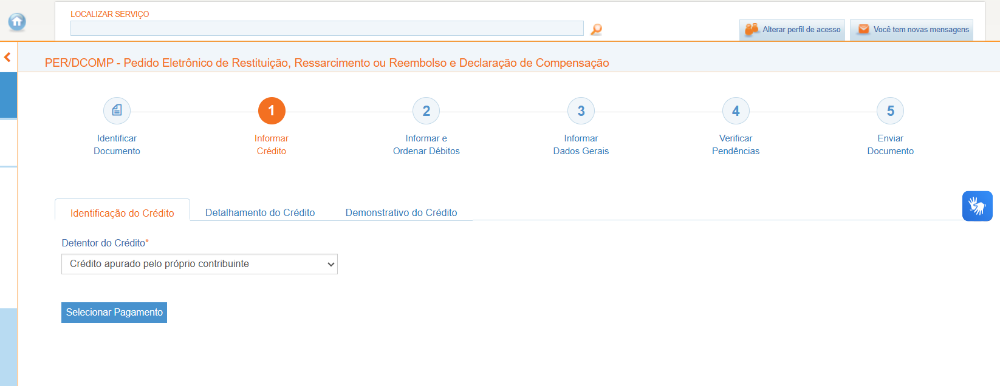 LOCALIZAR SERVIÇO
Alterar perfil de acesso
Você tem novas mensagens
PER/DCOMP - Pedido Eletrônico de Restituição, Ressarcimento ou Reembolso e Declaração de Compensação
Identificar
Documento
1
Informar
Crédito
2
Informar e
Ordenar Débitos
3
Informar
Dados Gerais
4
Verificar
Pendências
5
Enviar
Documento
Identificação do Crédito
Detalhamento do Crédito
Demonstrativo do Crédito
Detentor do Crédito*
Crédito apurado pelo próprio contribuinte
Selecionar Pagamento